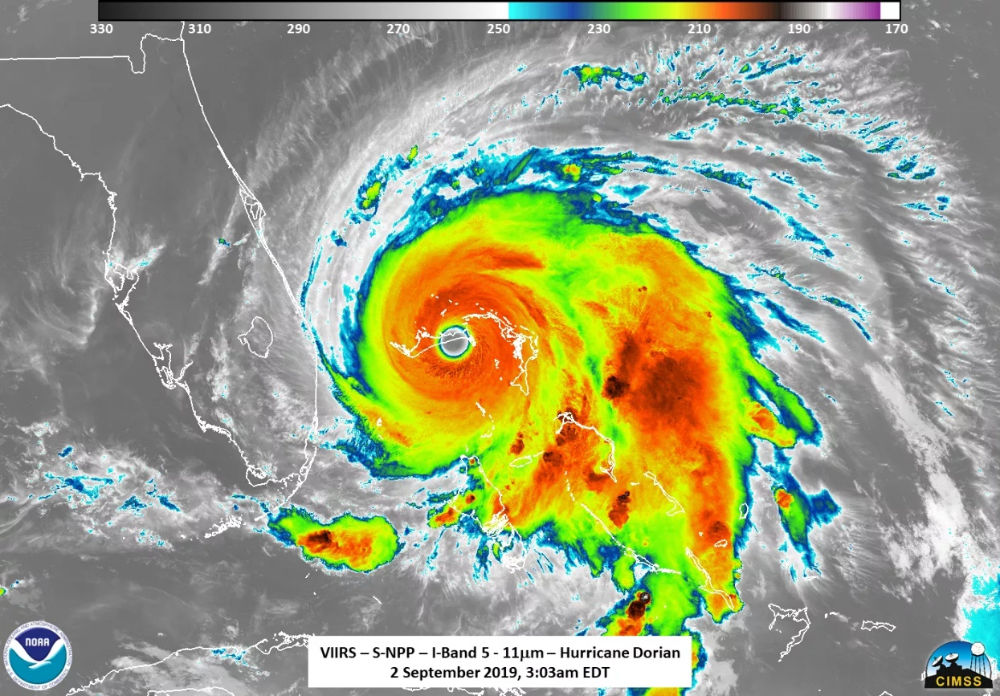 330 310 290 270 250 230 210 190 170
NOAA
VIIRS – S-NPP – I-Band 5 - 11μm – Hurricane Dorian
2 September 2019, 3:03am EDT
CIMSS